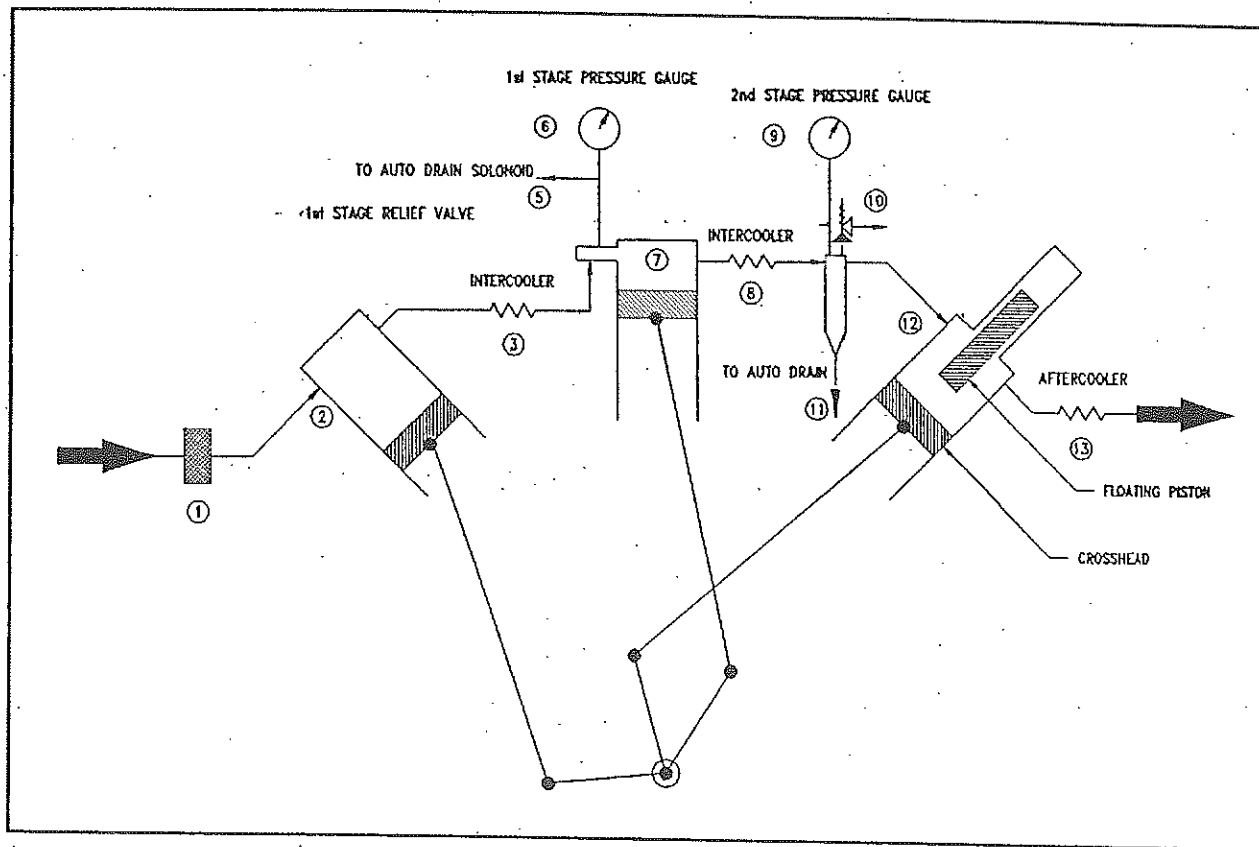 1st STAGE PRESSURE GAUGE
2nd STAGE PRESSURE GAUGE
6
9
TO AUTO DRAIN SOLONOID
5
10
1st STAGE RELIEF VALVE
INTERCOOLER
7
INTERCOOLER
8
3
12
TO AUTO DRAIN
AFTERCOOLER
2
11
13
1
FLOATING PISTON
CROSSHEAD